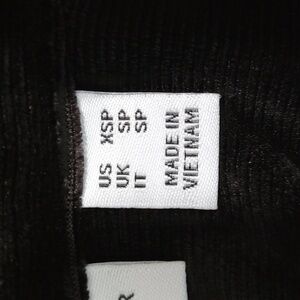 US XSP
UK SP
IT SP
MADE IN
VIETNAM
R